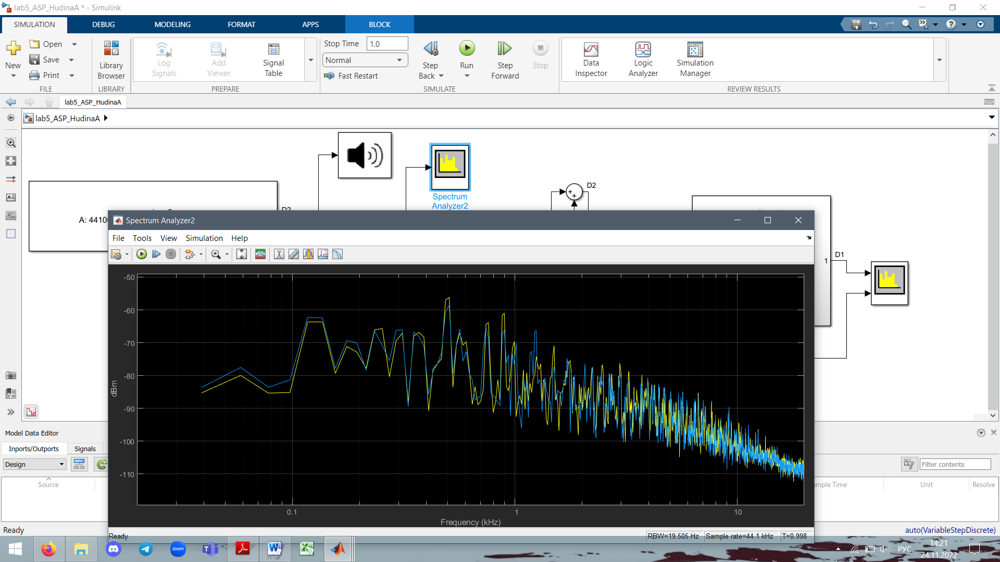 lab5_ASP_HudinaA * - Simulink
SIMULATION DEBUG MODELING FORMAT APPS BLOCK
New
Open
Save
Print
FILE
Library
Browser
LIBRARY
Log
Signals
Add
Viewer
Signal
Table
PREPARE
Stop Time 1.0
Normal
Fast Restart
Step
Back
Run
Step
Forward
Stop
SIMULATE
Data
Inspector
Logic
Analyzer
Simulation
Manager
REVIEW RESULTS
lab5_ASP_HudinaA
lab5_ASP_HudinaA
Spectrum
Analyzer2
D2
A: 4410
1
D1
Spectrum Analyzer2
File Tools View Simulation Help
-50
-60
-70
-80
-90
-100
-110
dBm
0.1
1
10
Frequency (kHz)
Ready
RBW=19.505 Hz Sample rate=44.1 kHz T=0.998
Model Data Editor
Inports/Outports Signals
Design
Filter contents
Source
mple Time
Unit
Resolve
Ready
auto(VariableStepDiscrete)
zoom
РУС
14:21
24.11.2022